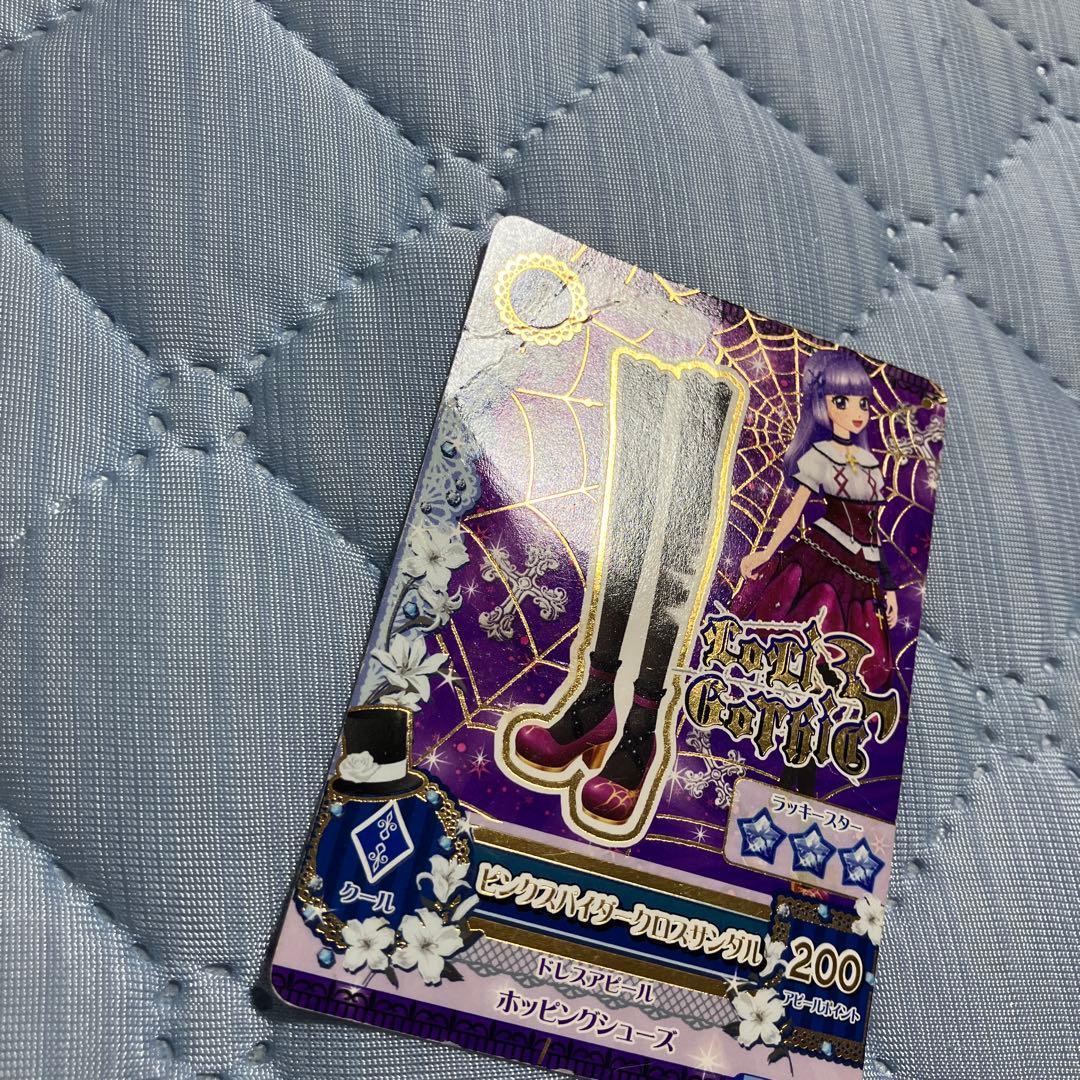 LoLi
GoThic
ラッキースター
クール
ピンクスパイダークロスサンダル
200
アピールポイント
ドレスアピール
ホッピングシューズ